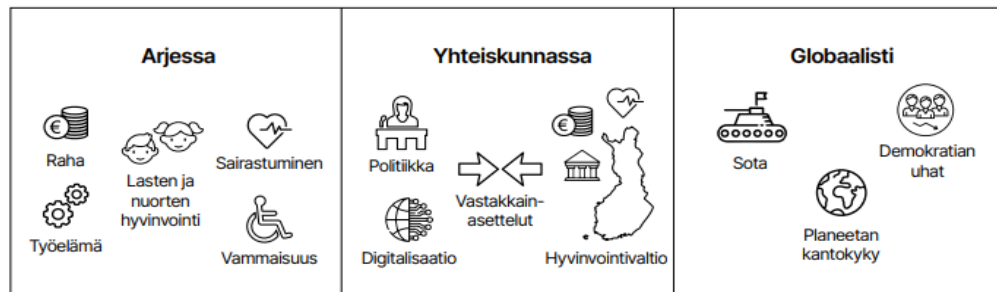 Arjessa
Raha
Lasten ja
nuorten
hyvinvointi
Sairastuminen
Työelämä
Vammaisuus
Yhteiskunnassa
Politiikka
Vastakkain-
asettelut
Digitalisaatio
Hyvinvointivaltio
Globaalisti
Sota
Demokratian
uhat
Planeetan
kantokyky